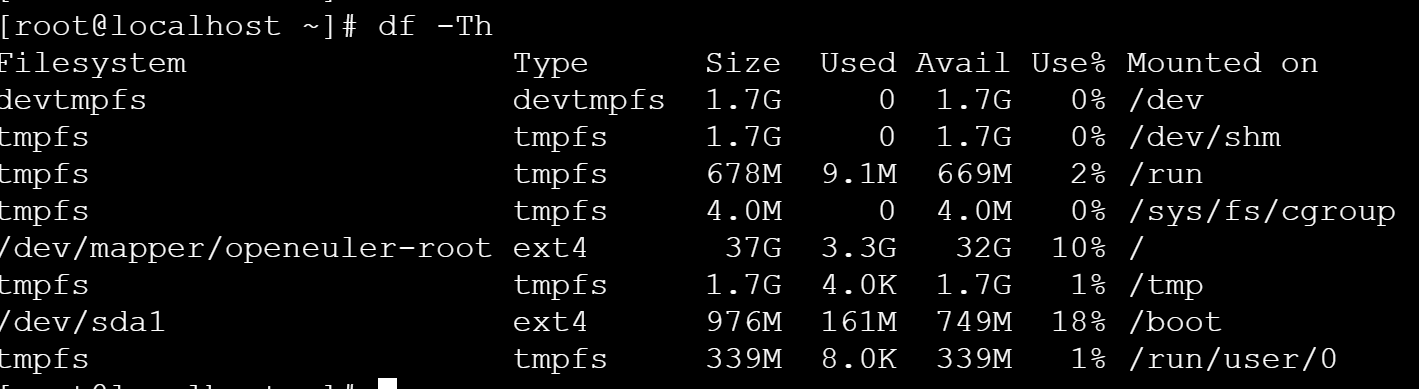 [root@localhost ~]# df -Th
Filesystem Type Size Used Avail Use% Mounted on
devtmpfs devtmpfs 1.7G 0 1.7G 0% /dev
tmpfs tmpfs 1.7G 0 1.7G 0% /dev/shm
tmpfs tmpfs 678M 9.1M 669M 2% /run
tmpfs tmpfs 4.0M 0 4.0M 0% /sys/fs/cgroup
/dev/mapper/openeuler-root ext4 37G 3.3G 32G 10% /
tmpfs tmpfs 1.7G 4.0K 1.7G 1% /tmp
/dev/sda1 ext4 976M 161M 749M 18% /boot
tmpfs tmpfs 339M 8.0K 339M 1% /run/user/0